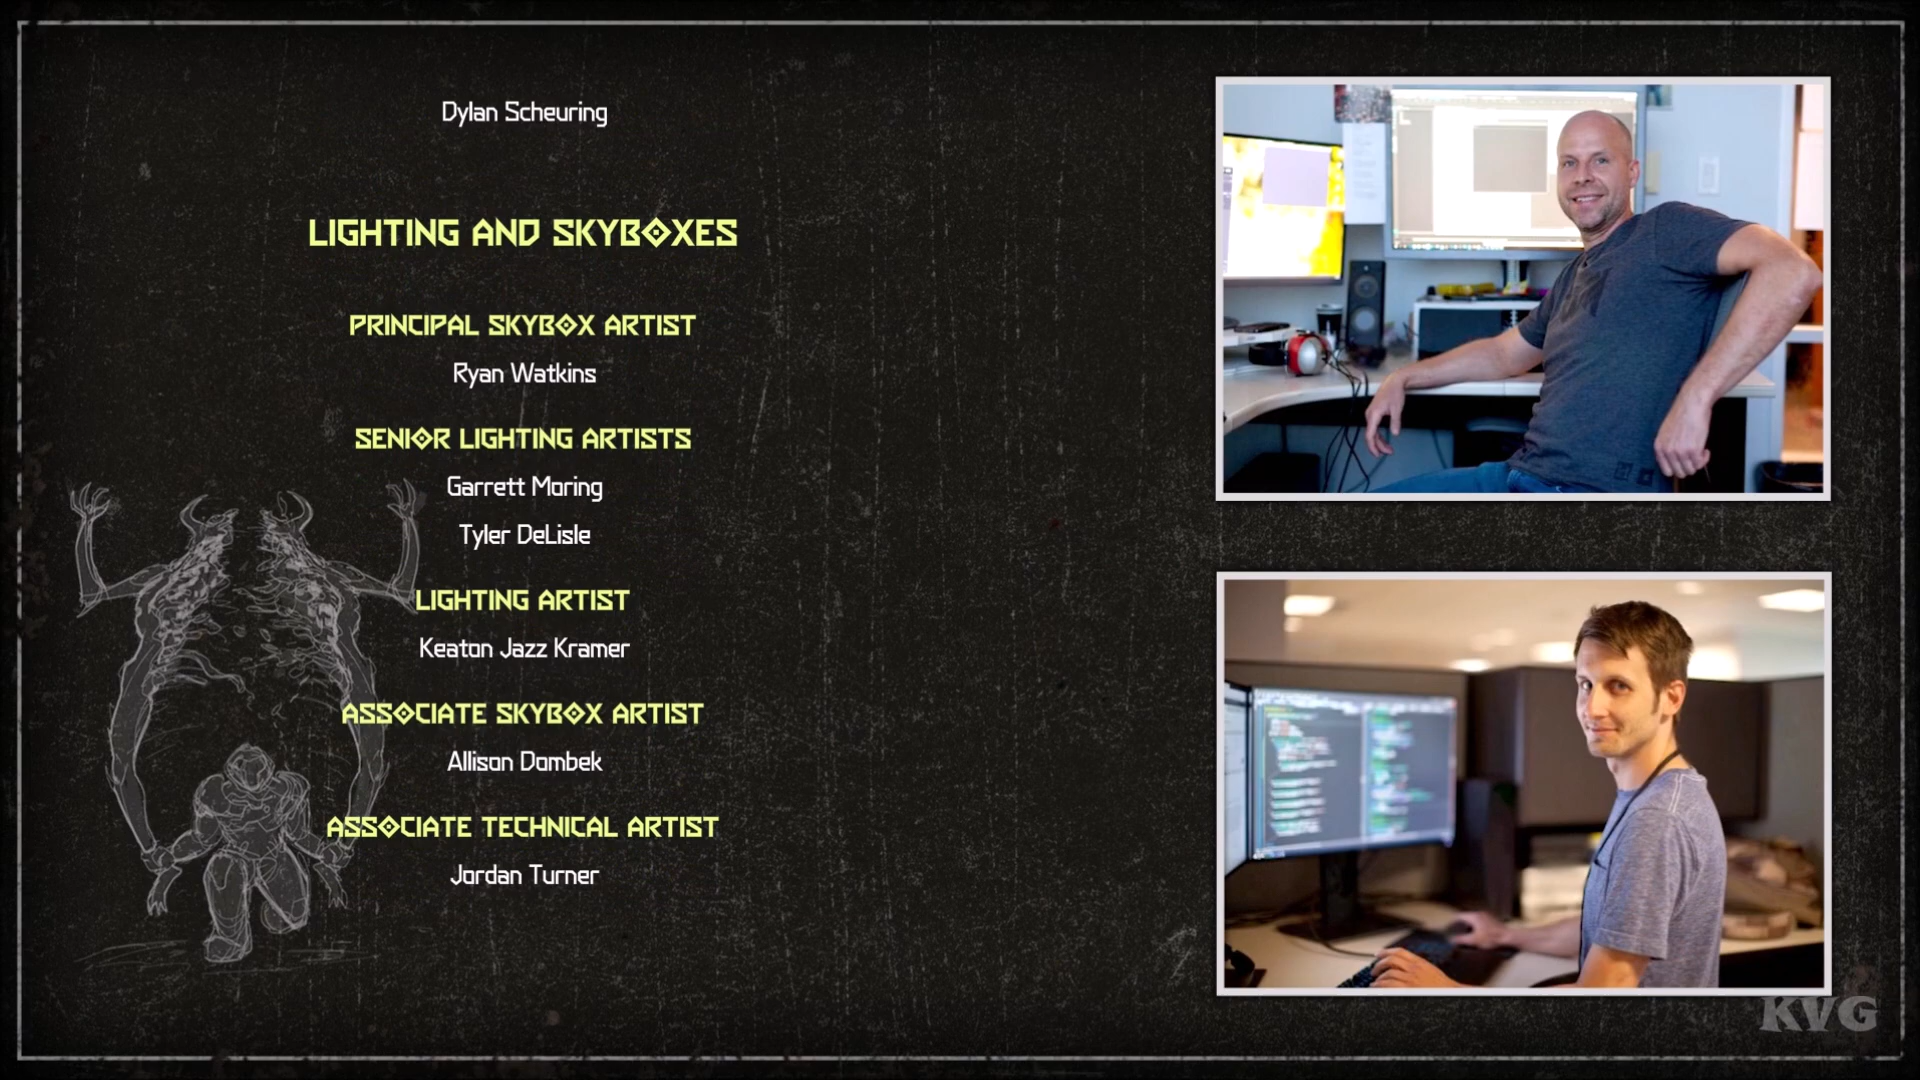 Dylan Scheuring
LIGHTING AND SKYBOXES
PRINCIPAL SKYBOX ARTIST
Ryan Watkins
SENIOR LIGHTING ARTISTS
Garrett Moring
Tyler DeLisle
LIGHTING ARTIST
Keaton Jazz Kramer
ASSOCIATE SKYBOX ARTIST
Allison Dombek
ASSOCIATE TECHNICAL ARTIST
Jordan Turner
KVG